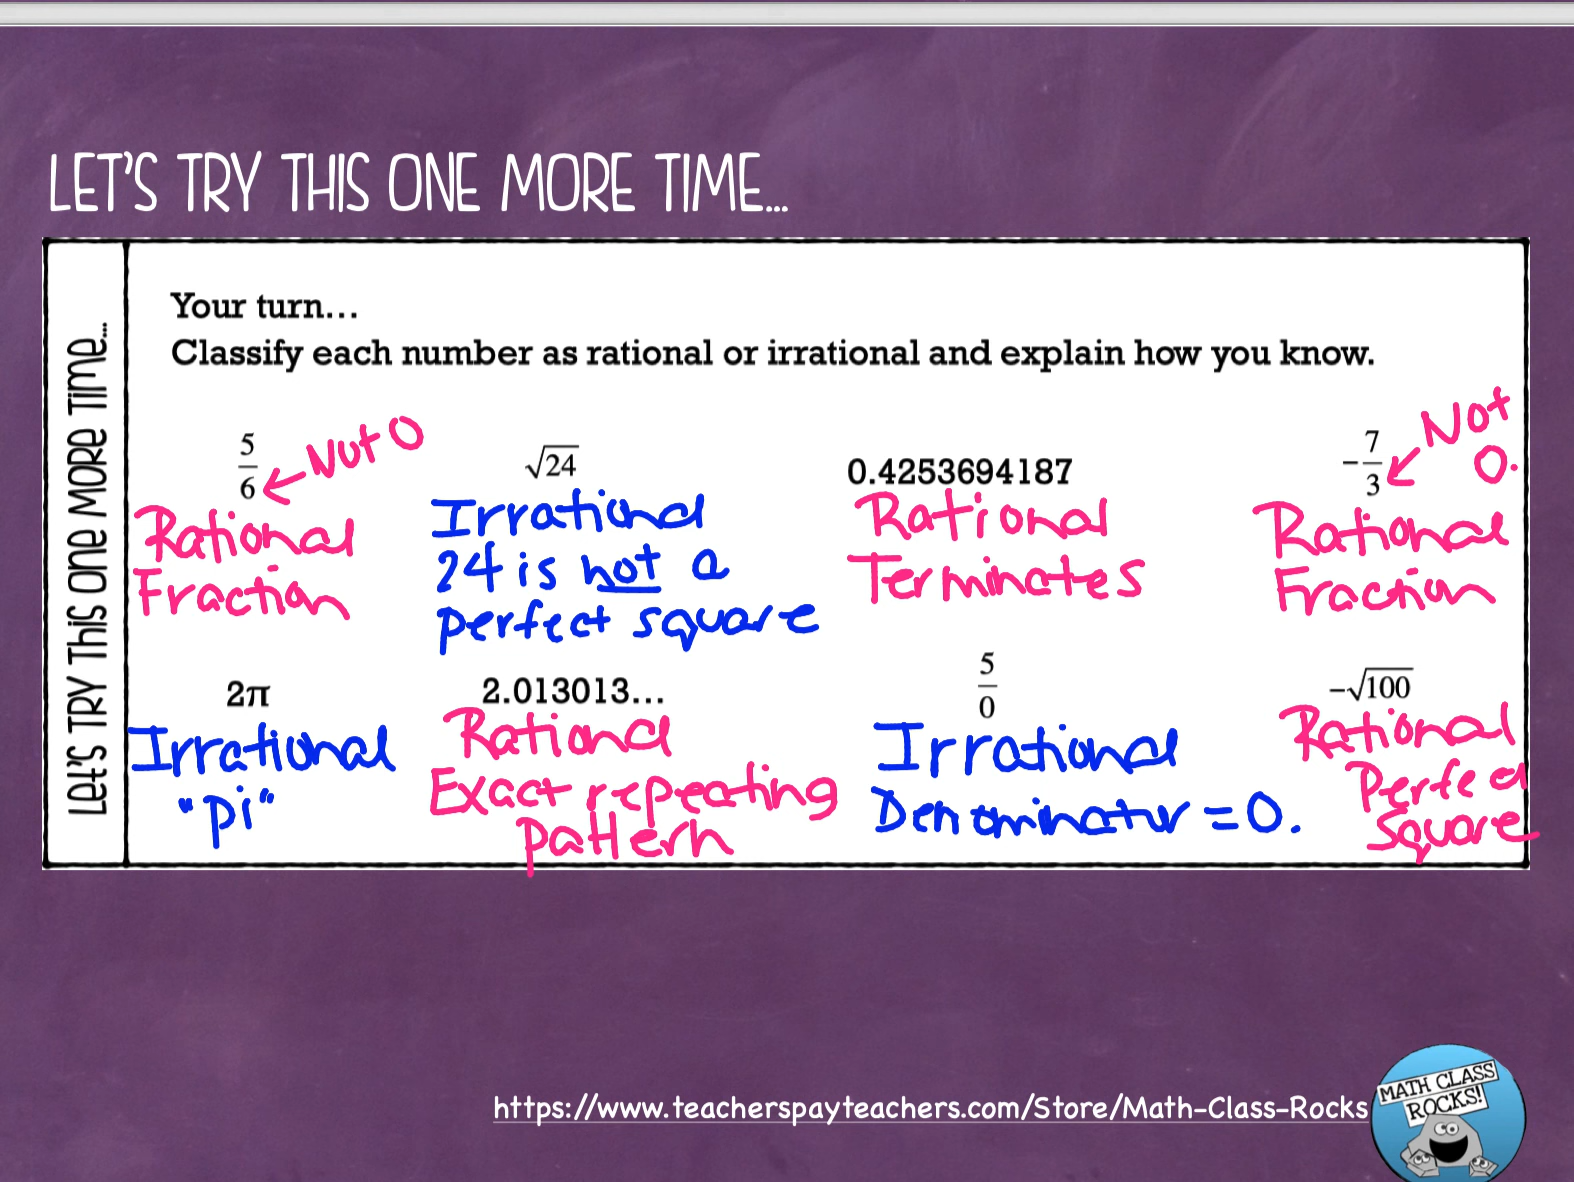 LET'S TRY THIS ONE MORE TIME...
LET'S TRY THIS ONE MORE TIME...
Your turn...
Classify each number as rational or irrational and explain how you know.
5/6 ← Not 0
Rational
Fraction
√24
Irrational
24 is not a
perfect square
0.4253694187
Rational
Terminates
-7/3 ← Not
0.
Rational
Fraction
2π
Irrational
"pi"
2.013013...
Rational
Exact repeating
pattern
5/0
Irrational
Denominator = 0.
-√100
Rational
Perfect
square
https://www.teacherspayteachers.com/Store/Math-Class-Rocks
MATH CLASS
ROCKS!